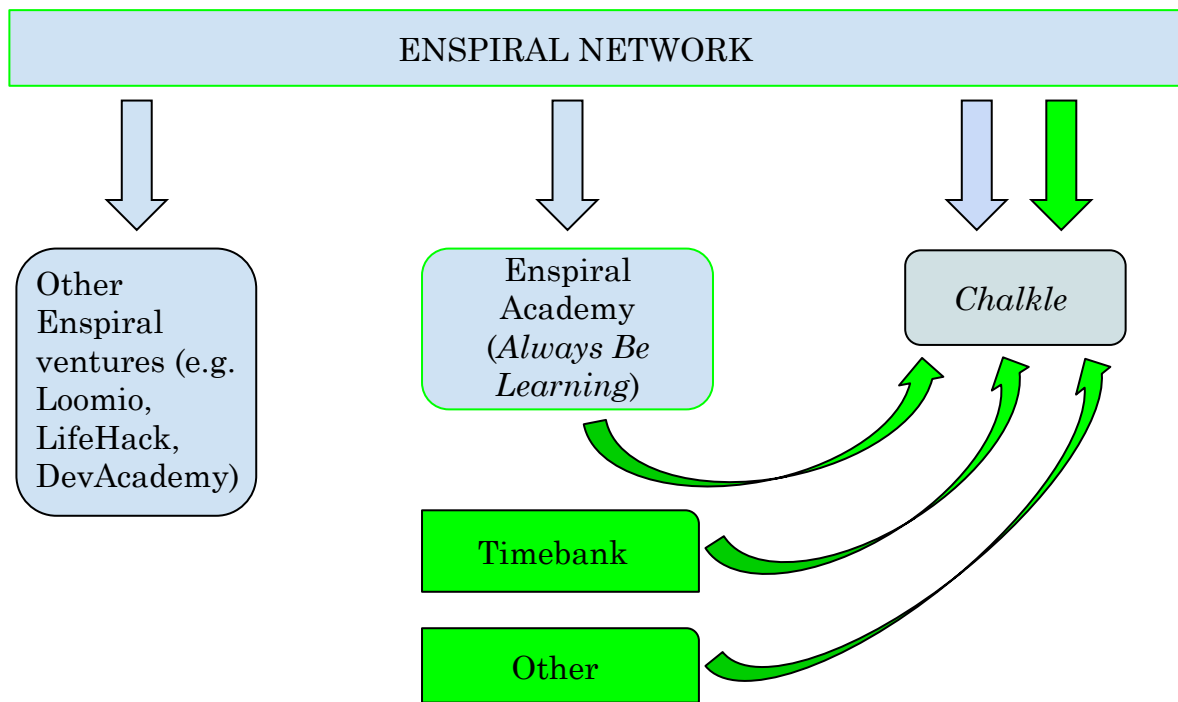 ENSPIRAL NETWORK
Other
Enspiral
ventures (e.g.
Loomio,
LifeHack,
DevAcademy)
Enspiral
Academy
(Always Be
Learning)
Chalkle
Timebank
Other